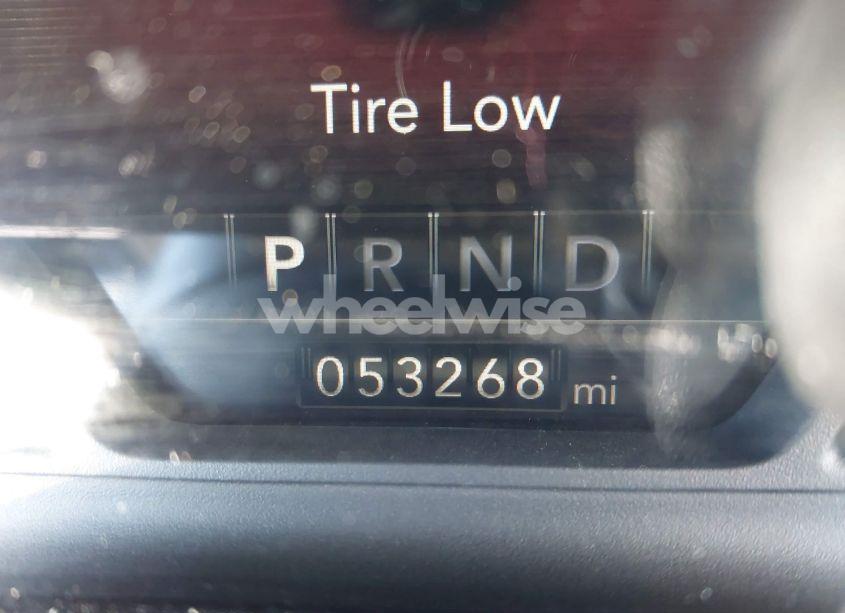 Tire Low
P R N D
wheelwise
053268 mi